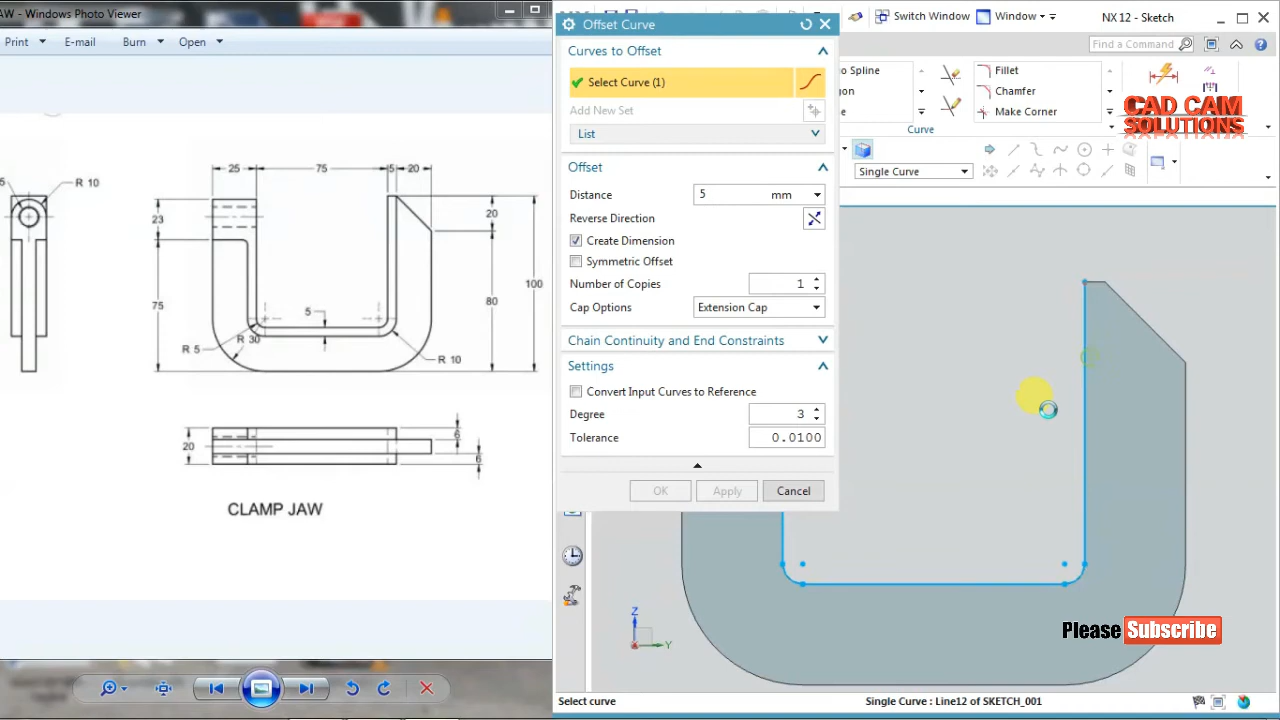 AW - Windows Photo Viewer
Print
E-mail
Burn
Open
25
75
5
20
R 10
23
20
75
80
100
5
R 5
R 30
R 10
20
6
6
CLAMP JAW
Offset Curve
Curves to Offset
Select Curve (1)
Add New Set
List
Offset
Distance
5 mm
Reverse Direction
Create Dimension
Symmetric Offset
Number of Copies
1
Cap Options
Extension Cap
Chain Continuity and End Constraints
Settings
Convert Input Curves to Reference
Degree
3
Tolerance
0.0100
OK
Apply
Cancel
Switch Window
Window
NX 12 - Sketch
Find a Command
o Spline
Fillet
gon
Chamfer
e
Make Corner
Curve
CAD CAM
SOLUTIONS
Single Curve
Z
Y
Please Subscribe
Select curve
Single Curve : Line12 of SKETCH_001